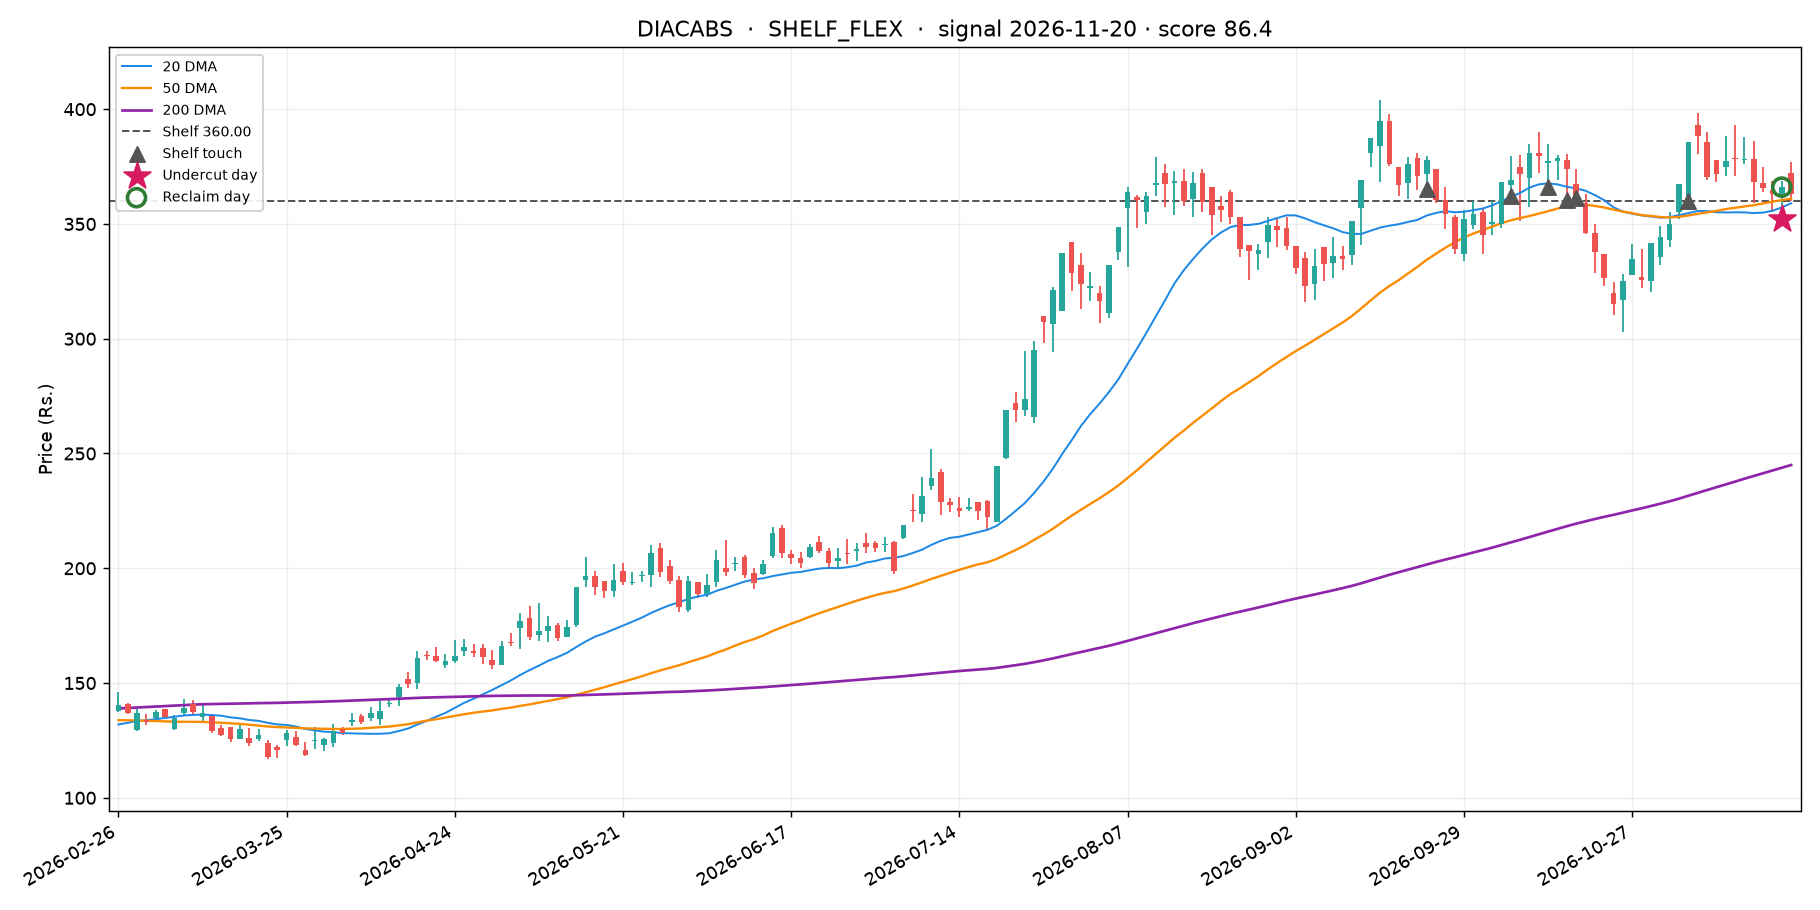 DIACABS · SHELF_FLEX · signal 2026-11-20 · score 86.4
20 DMA
50 DMA
200 DMA
Shelf 360.00
Shelf touch
Undercut day
Reclaim day
Price (Rs.)
400
350
300
250
200
150
100
2026-02-26
2026-03-25
2026-04-24
2026-05-21
2026-06-17
2026-07-14
2026-08-07
2026-09-02
2026-09-29
2026-10-27